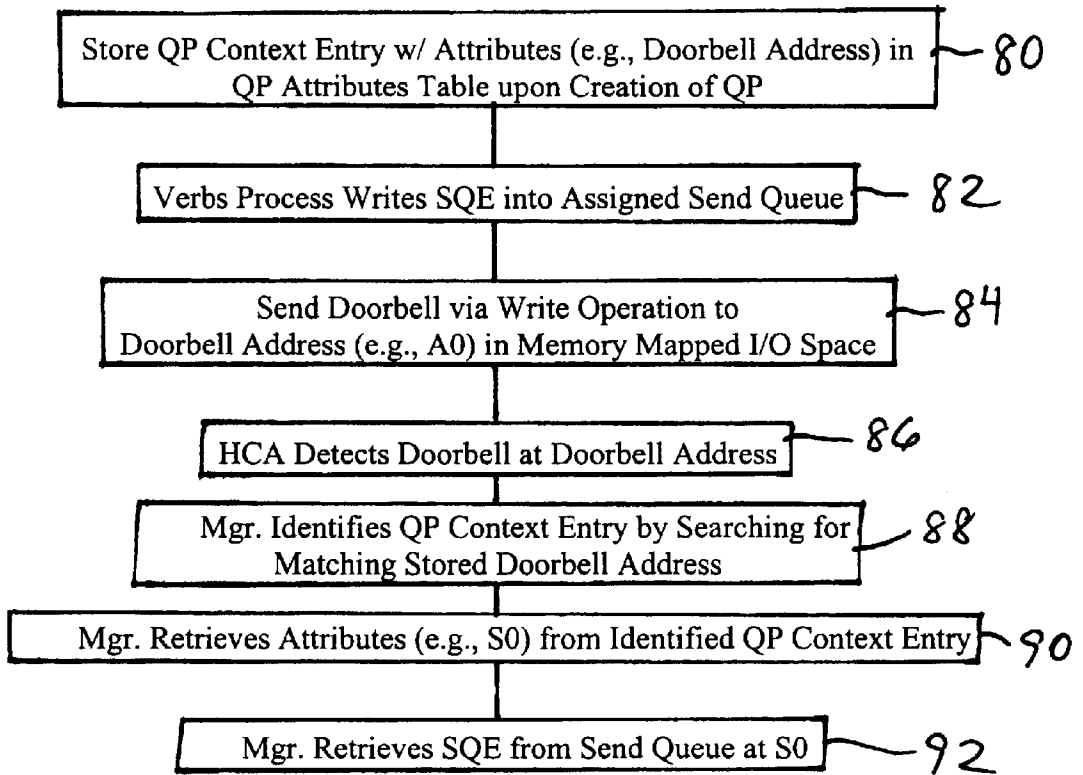 Store QP Context Entry w/ Attributes (e.g., Doorbell Address) in
QP Attributes Table upon Creation of QP
80
Verbs Process Writes SQE into Assigned Send Queue
82
Send Doorbell via Write Operation to
Doorbell Address (e.g., A0) in Memory Mapped I/O Space
84
HCA Detects Doorbell at Doorbell Address
86
Mgr. Identifies QP Context Entry by Searching for
Matching Stored Doorbell Address
88
Mgr. Retrieves Attributes (e.g., S0) from Identified QP Context Entry
90
Mgr. Retrieves SQE from Send Queue at S0
92